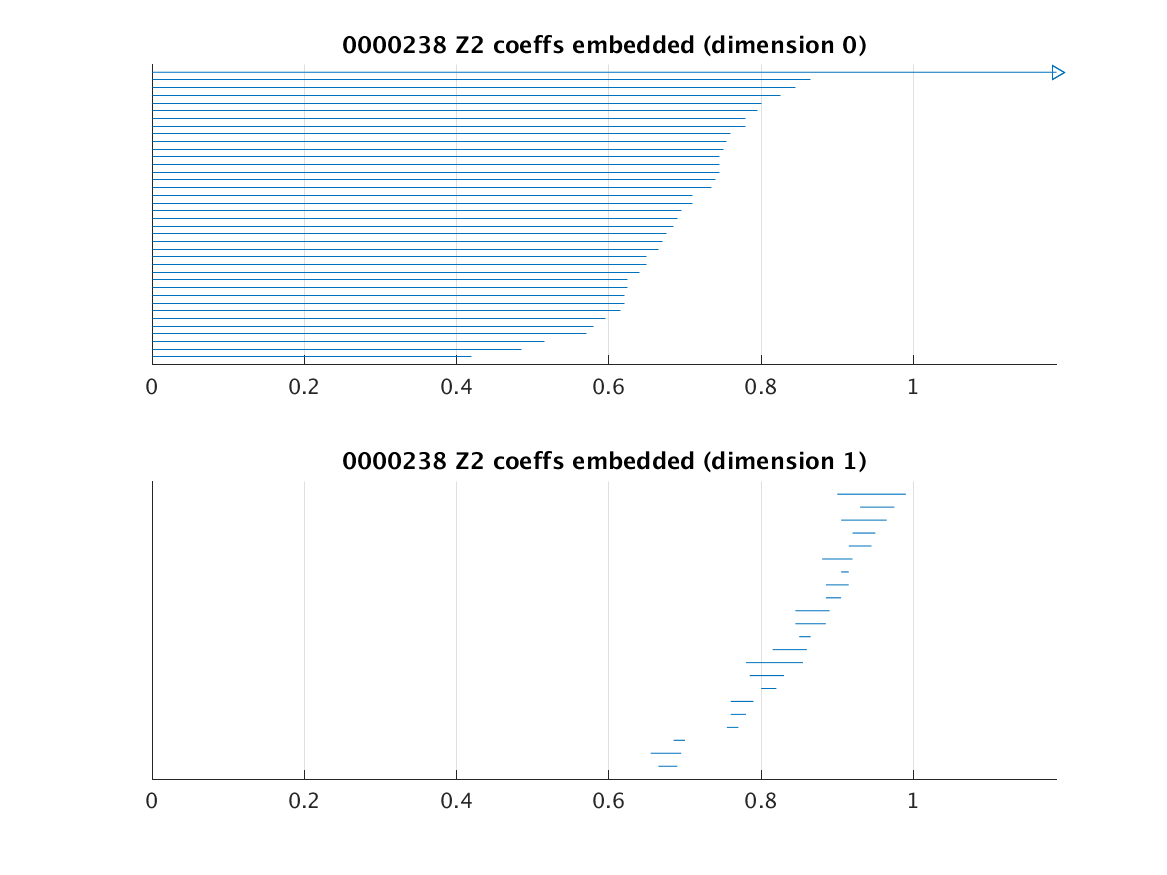 0000238 Z2 coeffs embedded (dimension 0)
0 0.2 0.4 0.6 0.8 1
0000238 Z2 coeffs embedded (dimension 1)
0 0.2 0.4 0.6 0.8 1